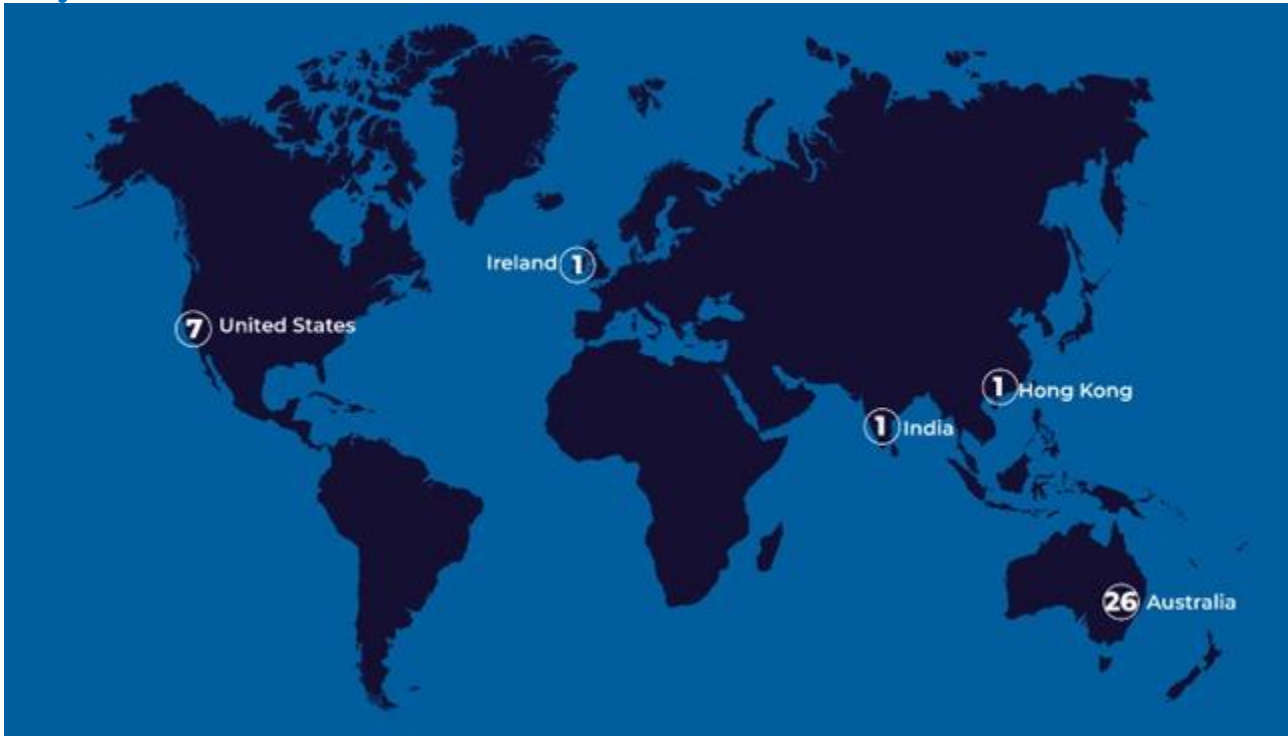 Ireland 1
7 United States
1 Hong Kong
1 India
26 Australia